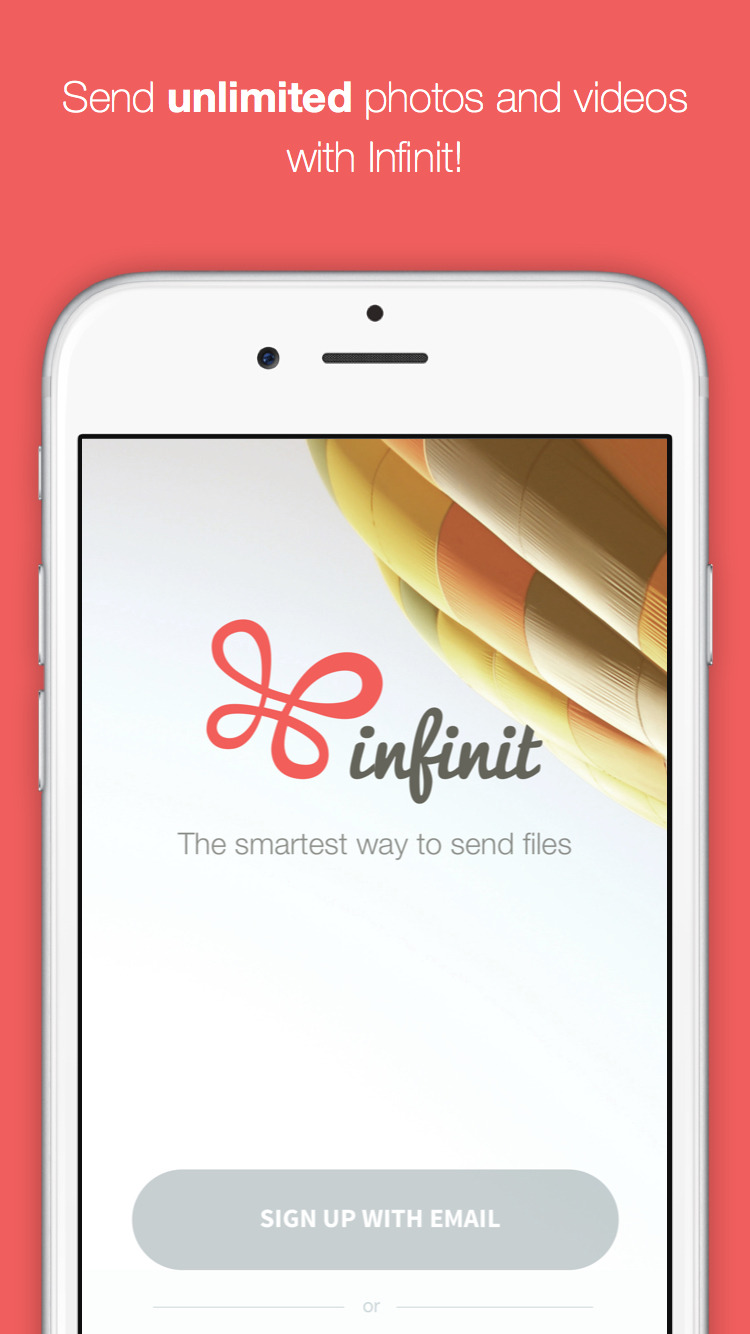 Send unlimited photos and videos
with Infinit!
infinit
The smartest way to send files
SIGN UP WITH EMAIL
or